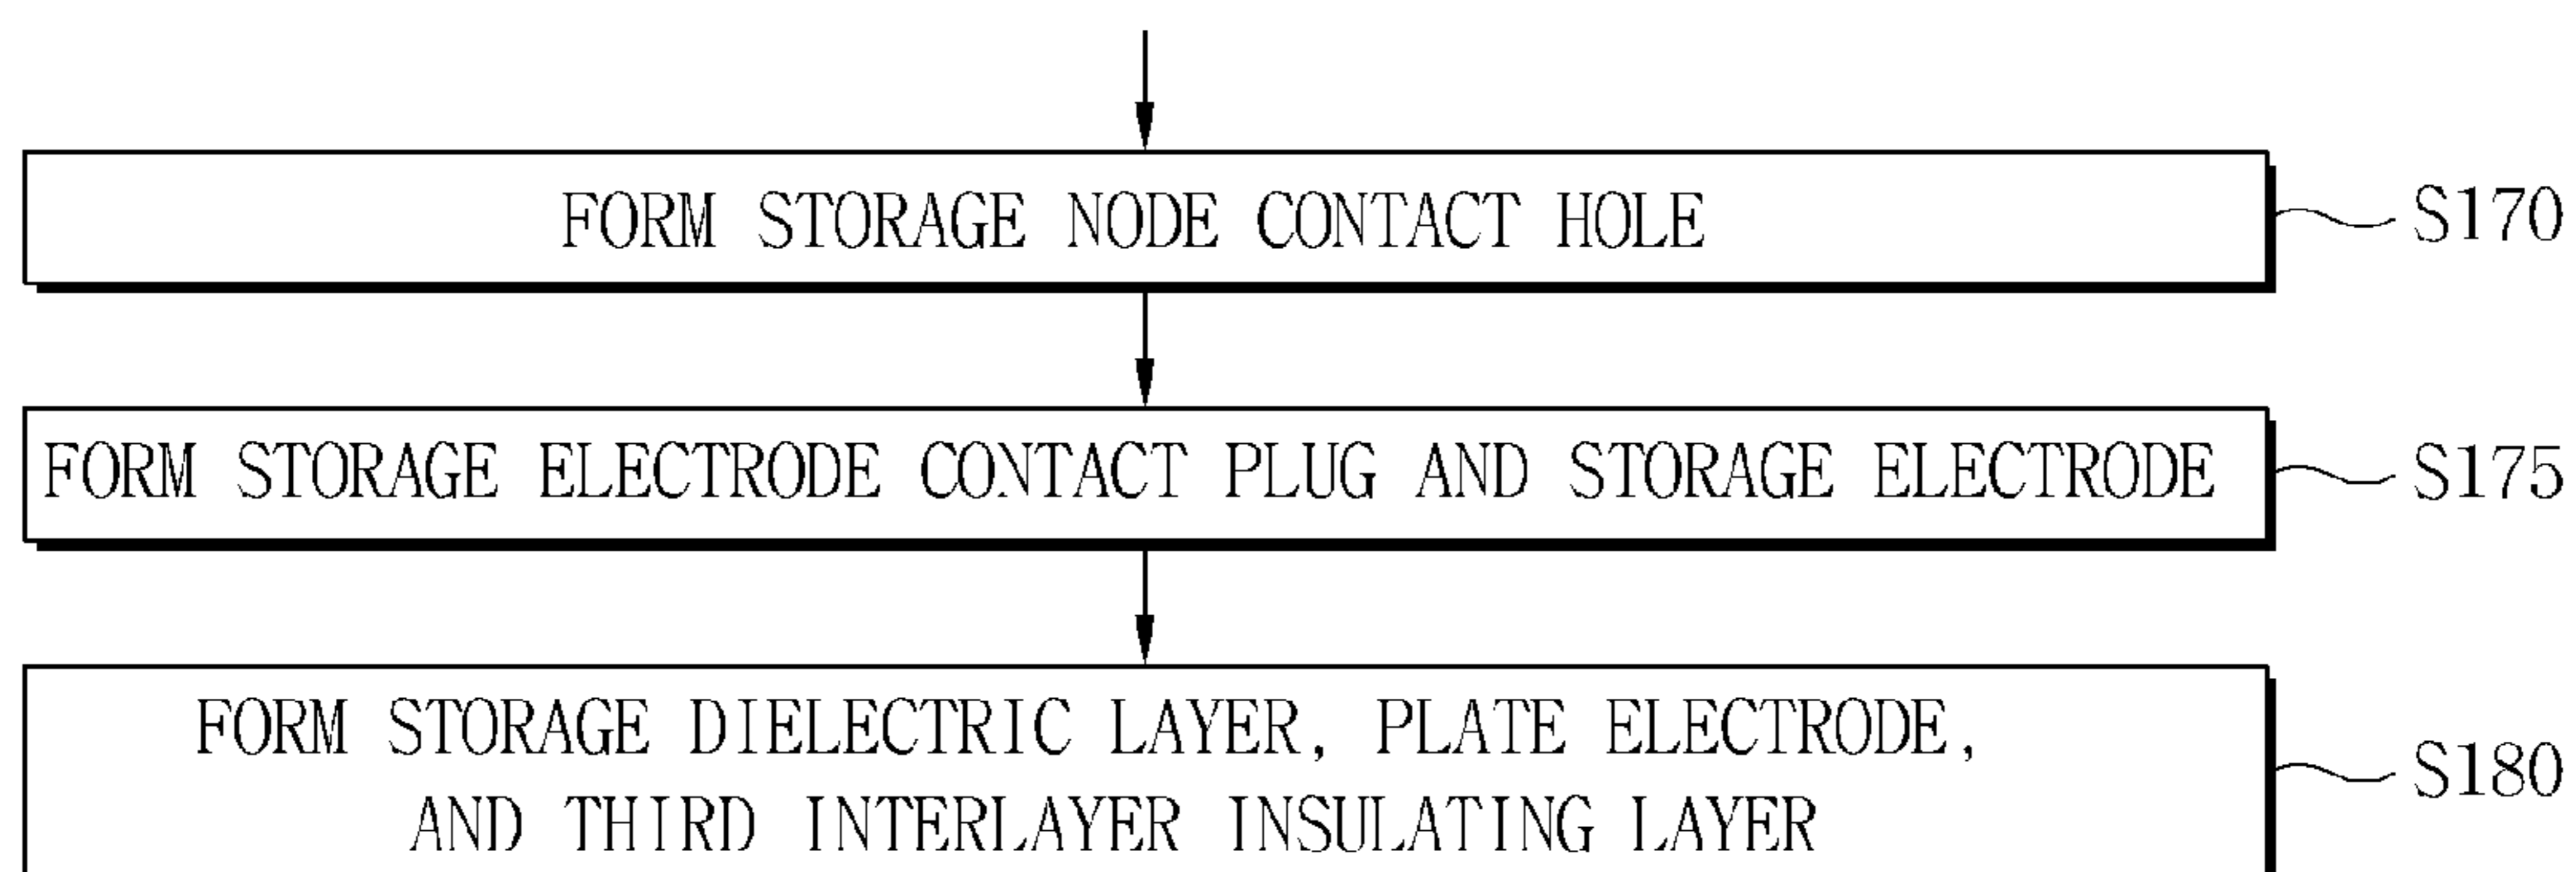 FORM STORAGE NODE CONTACT HOLE
S170
FORM STORAGE ELECTRODE CONTACT PLUG AND STORAGE ELECTRODE
S175
FORM STORAGE DIELECTRIC LAYER, PLATE ELECTRODE,
AND THIRD INTERLAYER INSULATING LAYER
S180